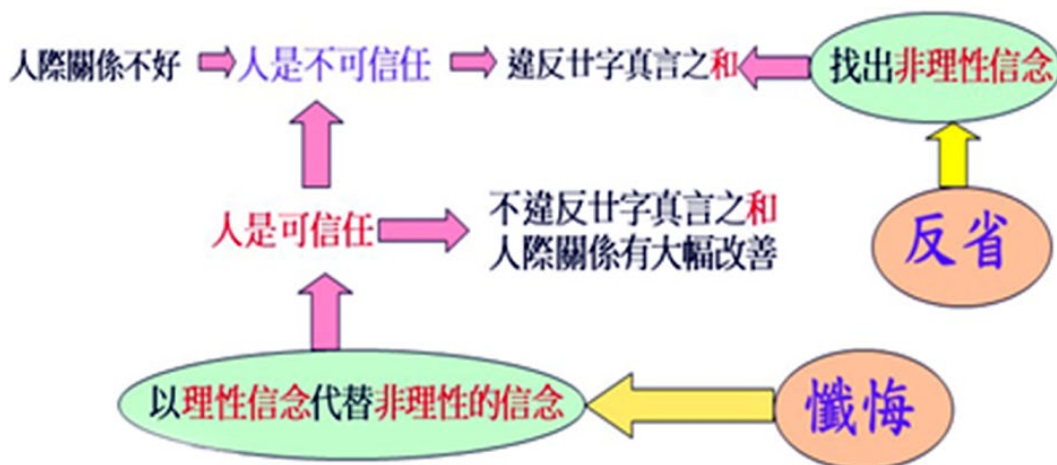 人際關係不好
人是不可信任
違反廿字真言之和
找出非理性信念
人是可信任
不違反廿字真言之和
人際關係有大幅改善
反省
以理性信念代替非理性的信念
懺悔